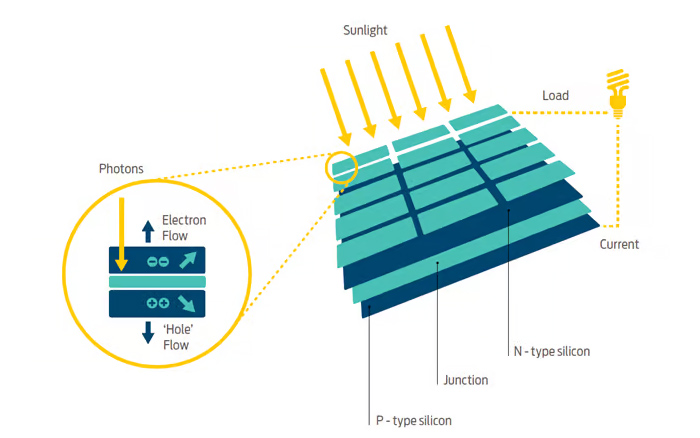 Sunlight
Load
Photons
Electron
Flow
Current
'Hole'
Flow
N - type silicon
Junction
P - type silicon